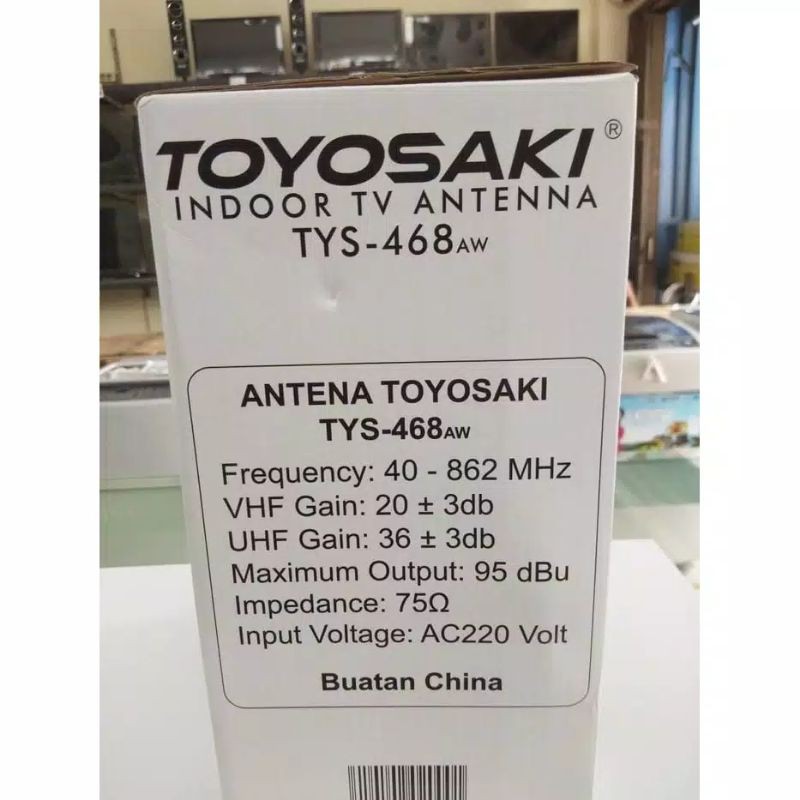 TOYOSAKI®
INDOOR TV ANTENNA
TYS-468AW
ANTENA TOYOSAKI
TYS-468AW
Frequency: 40 - 862 MHz
VHF Gain: 20 ± 3db
UHF Gain: 36 ± 3db
Maximum Output: 95 dBu
Impedance: 75Ω
Input Voltage: AC220 Volt
Buatan China